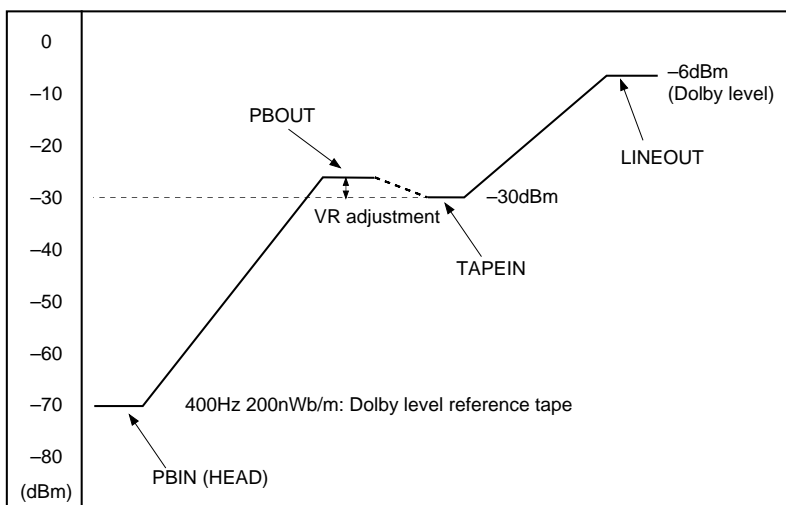 0
–10
–20
–30
–40
–50
–60
–70
–80
(dBm)
–6dBm
(Dolby level)
PBOUT
LINEOUT
–30dBm
VR adjustment
TAPEIN
400Hz 200nWb/m: Dolby level reference tape
PBIN (HEAD)